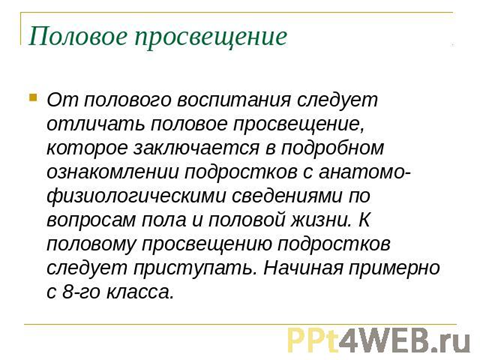 Половое просвещение
От полового воспитания следует
отличать половое просвещение,
которое заключается в подробном
ознакомлении подростков с анатомо-
физиологическими сведениями по
вопросам пола и половой жизни. К
половому просвещению подростков
следует приступать. Начиная примерно
с 8-го класса.
PPt4WEB.ru